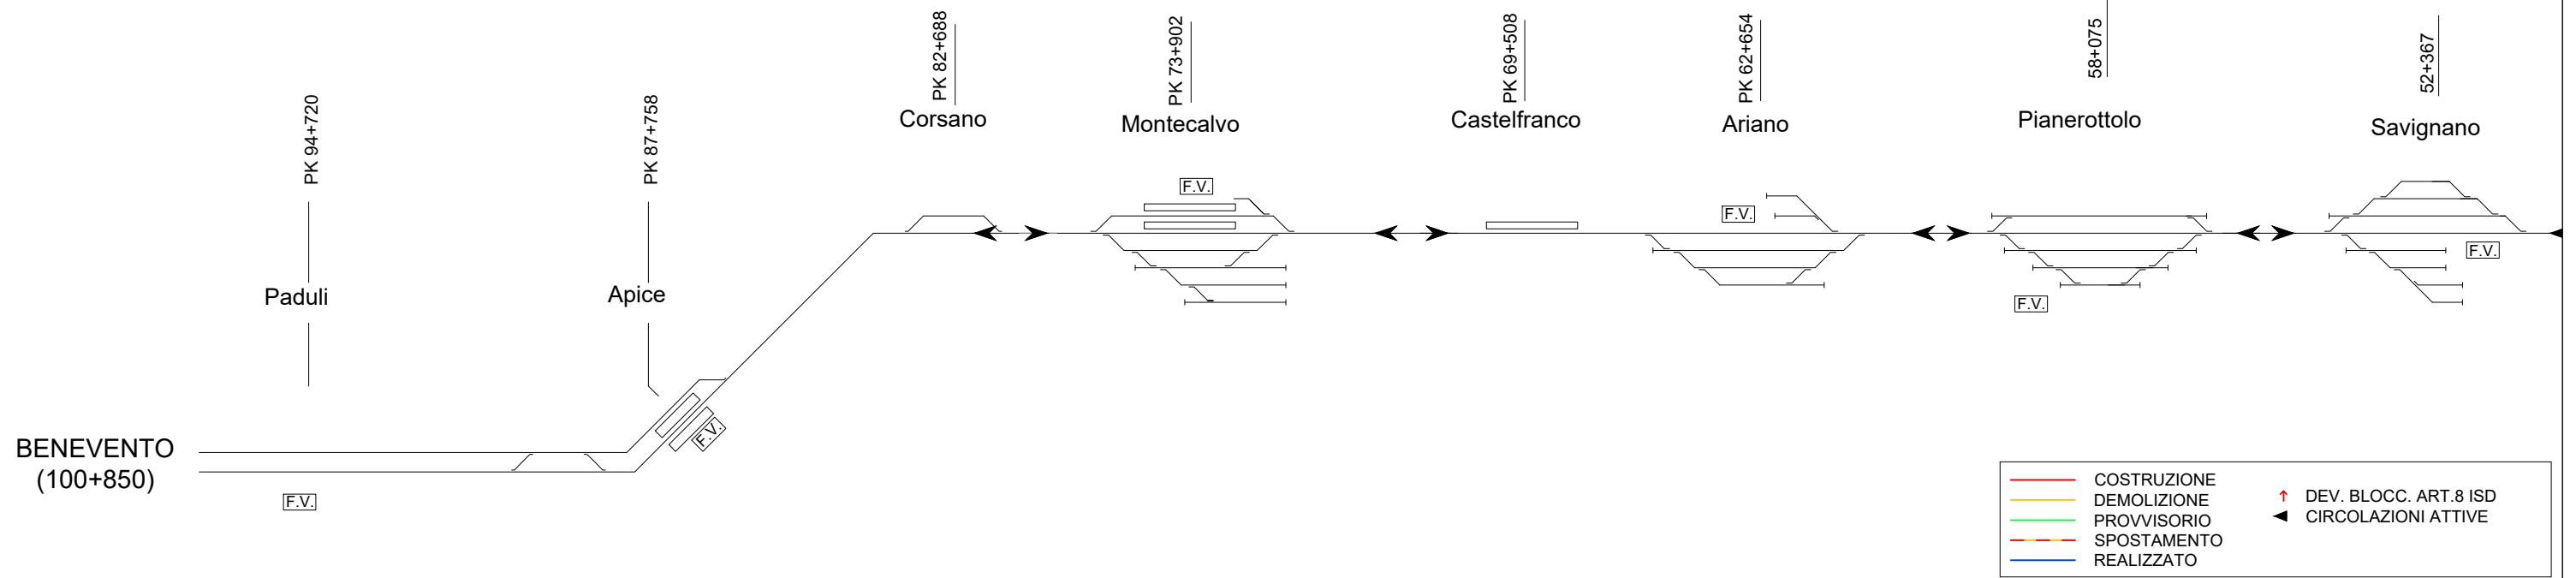 PK 94+720
PK 87+758
PK 82+688
PK 73+902
PK 69+508
PK 62+654
58+075
52+367
Paduli
Apice
Corsano
Montecalvo
Castelfranco
Ariano
Pianerottolo
Savignano
F.V.
F.V.
F.V.
F.V.
F.V.
F.V.
BENEVENTO
(100+850)
COSTRUZIONE
DEMOLIZIONE
PROVVISORIO
SPOSTAMENTO
REALIZZATO
DEV. BLOCC. ART.8 ISD
CIRCOLAZIONI ATTIVE